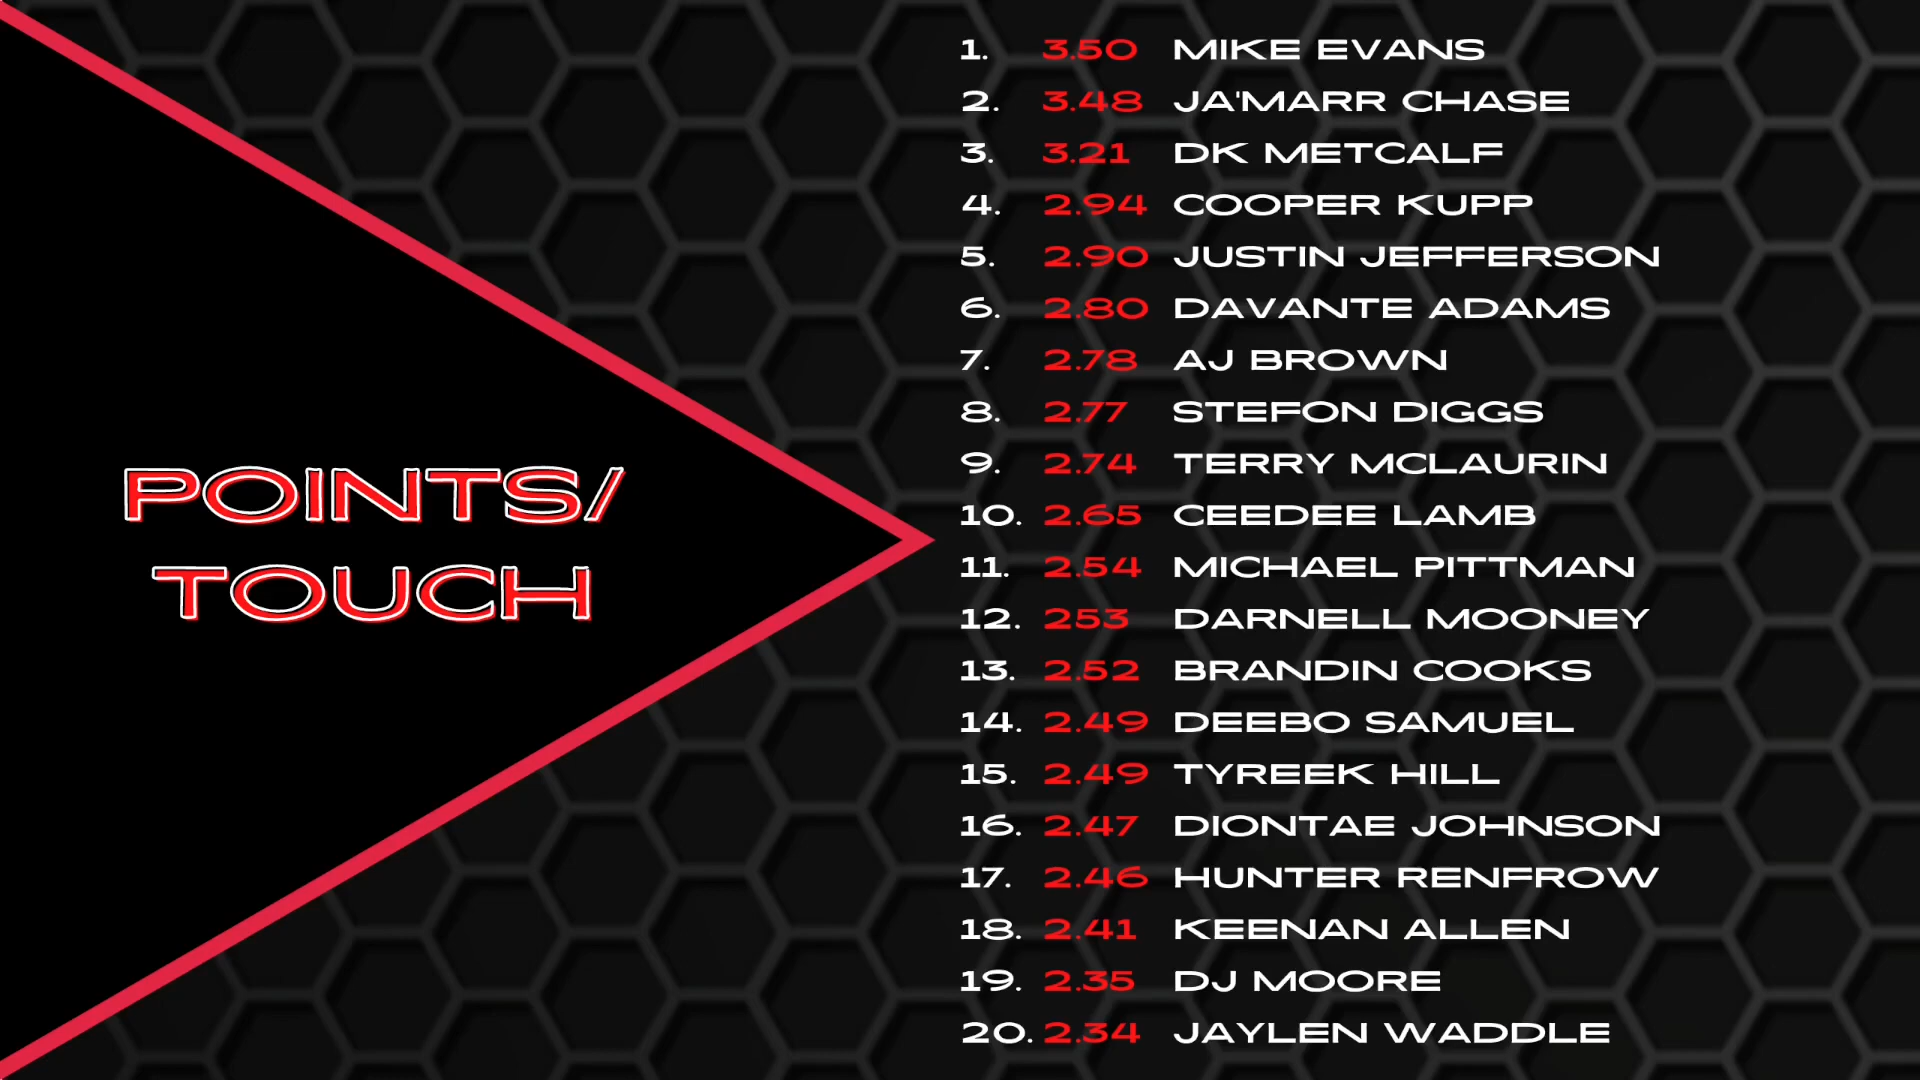 POINTS/
TOUCH
1. 3.50 MIKE EVANS
2. 3.48 JA'MARR CHASE
3. 3.21 DK METCALF
4. 2.94 COOPER KUPP
5. 2.90 JUSTIN JEFFERSON
6. 2.80 DAVANTE ADAMS
7. 2.78 AJ BROWN
8. 2.77 STEFON DIGGS
9. 2.74 TERRY MCLAURIN
10. 2.65 CEEDEE LAMB
11. 2.54 MICHAEL PITTMAN
12. 253 DARNELL MOONEY
13. 2.52 BRANDIN COOKS
14. 2.49 DEEBO SAMUEL
15. 2.49 TYREEK HILL
16. 2.47 DIONTAE JOHNSON
17. 2.46 HUNTER RENFROW
18. 2.41 KEENAN ALLEN
19. 2.35 DJ MOORE
20. 2.34 JAYLEN WADDLE